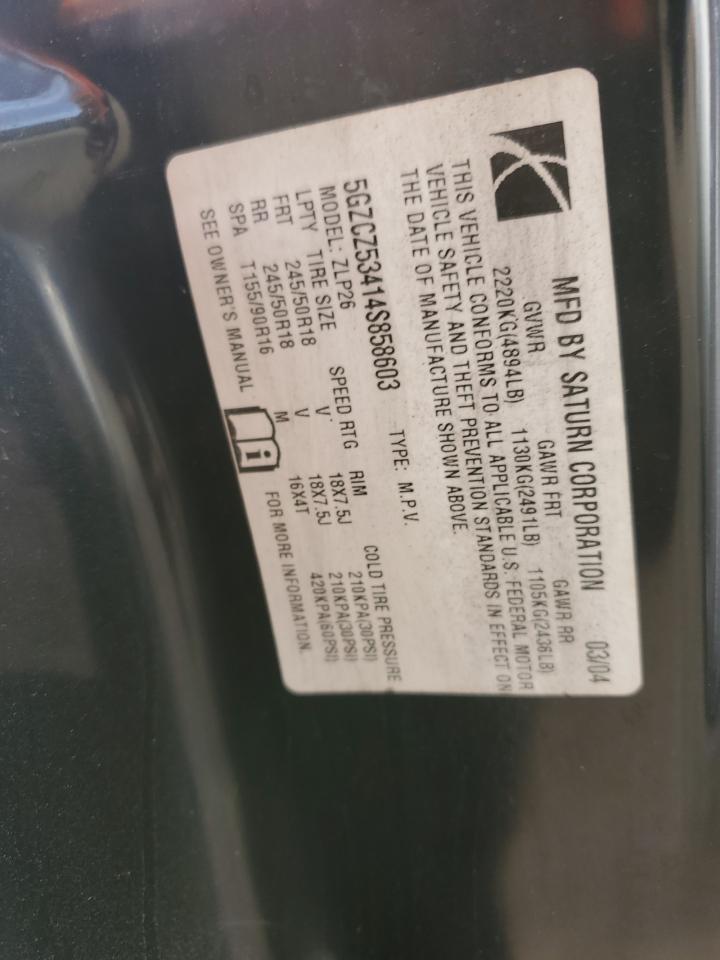 MFD BY SATURN CORPORATION 03/04
GVWR GAWR FRT GAWR RR
2220KG(4894LB) 1130KG(2491LB) 1105KG(2436LB)
THIS VEHICLE CONFORMS TO ALL APPLICABLE U.S. FEDERAL MOTOR
VEHICLE SAFETY AND THEFT PREVENTION STANDARDS IN EFFECT ON
THE DATE OF MANUFACTURE SHOWN ABOVE.
5GZCZ53414S858603 TYPE: M.P.V.
MODEL: ZLP26
LPTY TIRE SIZE SPEED RTG RIM COLD TIRE PRESSURE
FRT 245/50R18 V 18X7.5J 210KPA(30PSI)
RR 245/50R18 V 18X7.5J 210KPA(30PSI)
SPA T155/90R16 M 16X4T 420KPA(60PSI)
SEE OWNER'S MANUAL i FOR MORE INFORMATION.